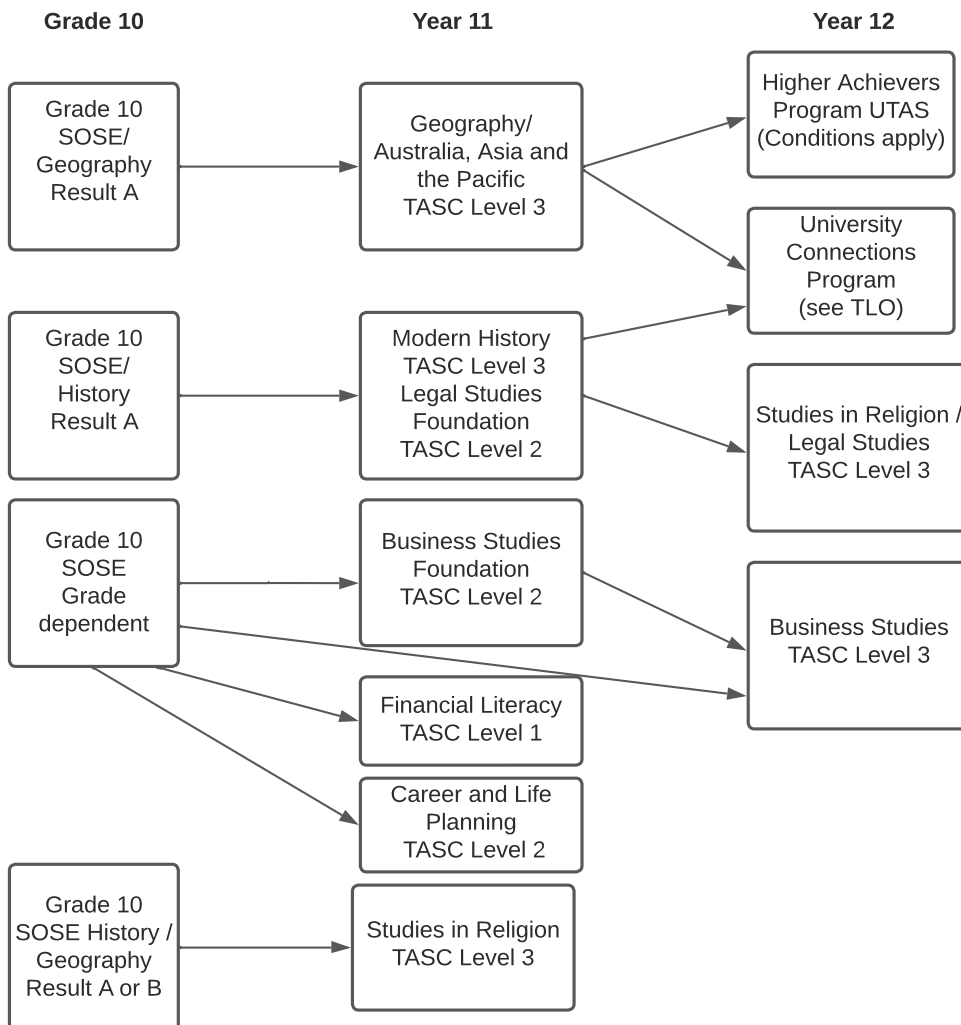 Grade 10
Year 11
Year 12
Grade 10
SOSE/
Geography
Result A
Geography/
Australia, Asia and
the Pacific
TASC Level 3
Higher Achievers
Program UTAS
(Conditions apply)
University
Connections
Program
(see TLO)
Grade 10
SOSE/
History
Result A
Modern History
TASC Level 3
Legal Studies
Foundation
TASC Level 2
Studies in Religion /
Legal Studies
TASC Level 3
Grade 10
SOSE
Grade
dependent
Business Studies
Foundation
TASC Level 2
Business Studies
TASC Level 3
Financial Literacy
TASC Level 1
Career and Life
Planning
TASC Level 2
Grade 10
SOSE History /
Geography
Result A or B
Studies in Religion
TASC Level 3